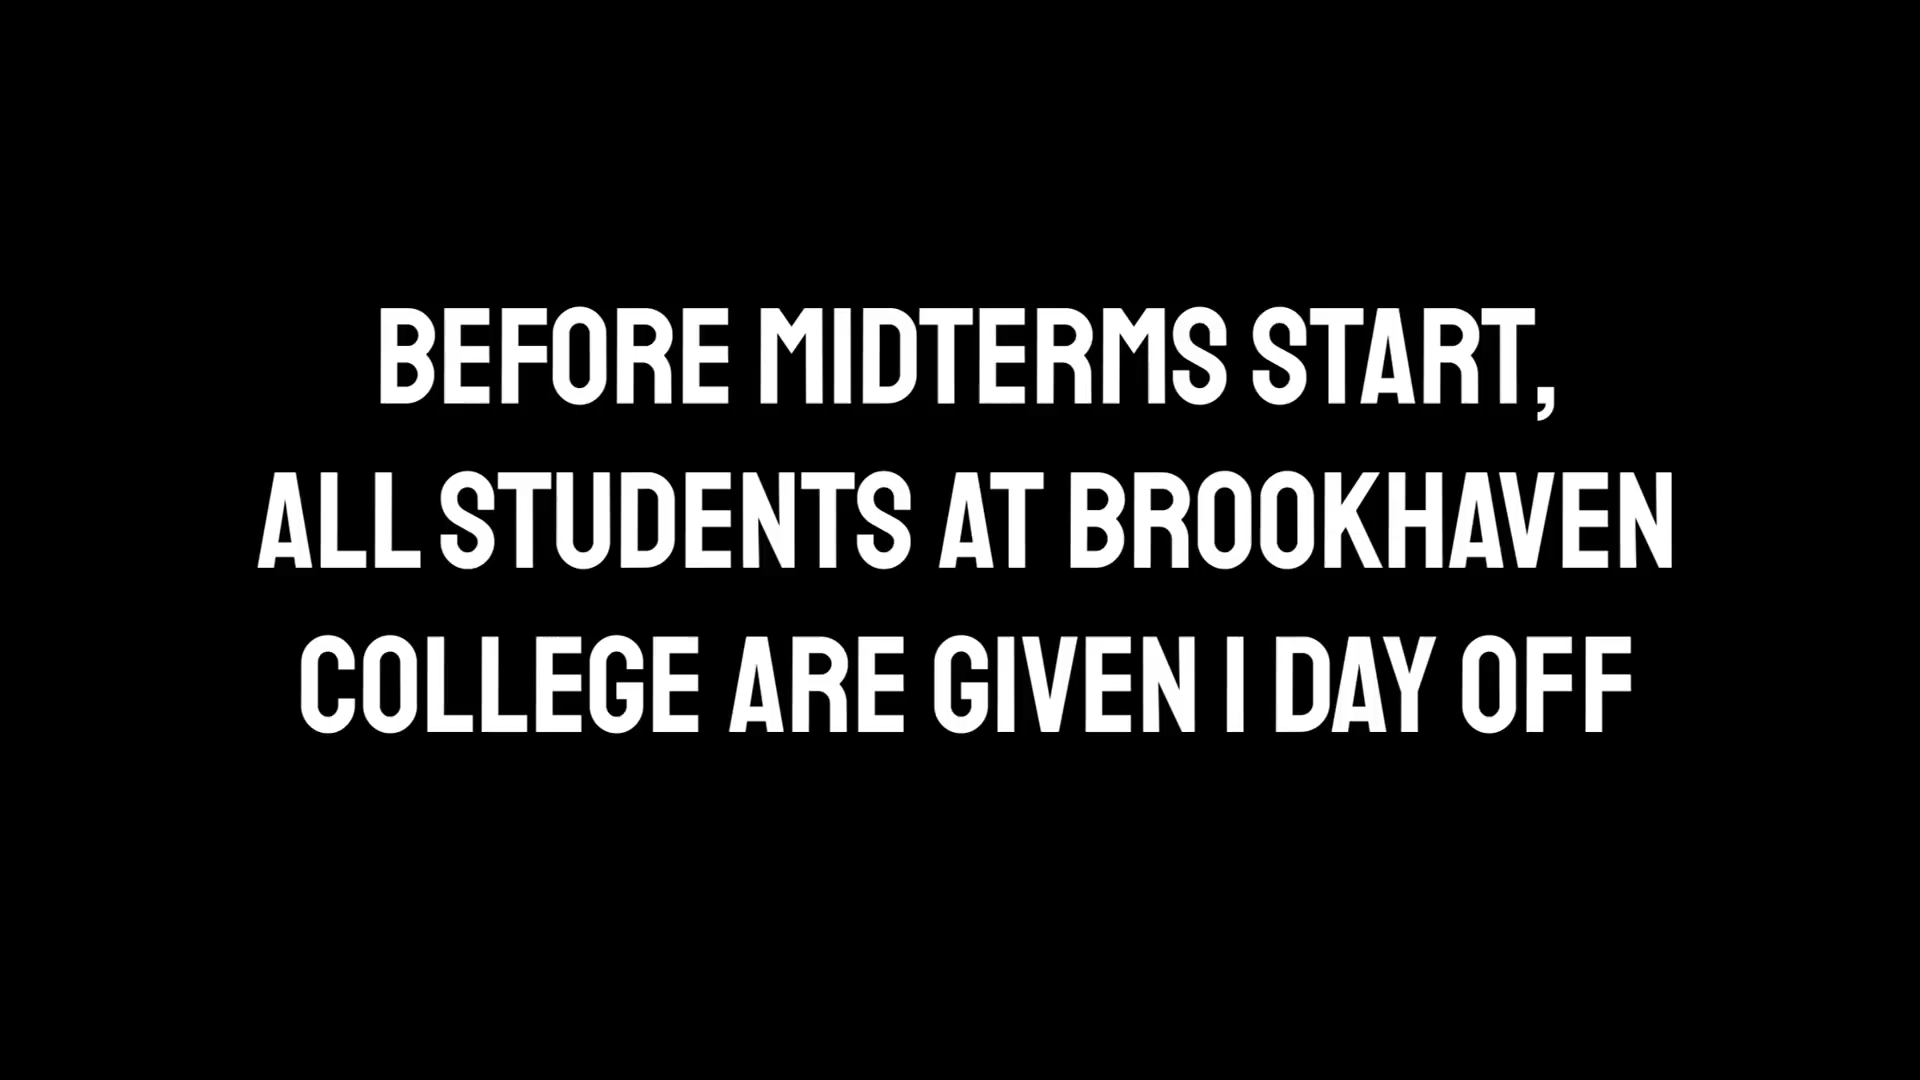 BEFORE MIDTERMS START,
ALL STUDENTS AT BROOKHAVEN
COLLEGE ARE GIVEN 1 DAY OFF